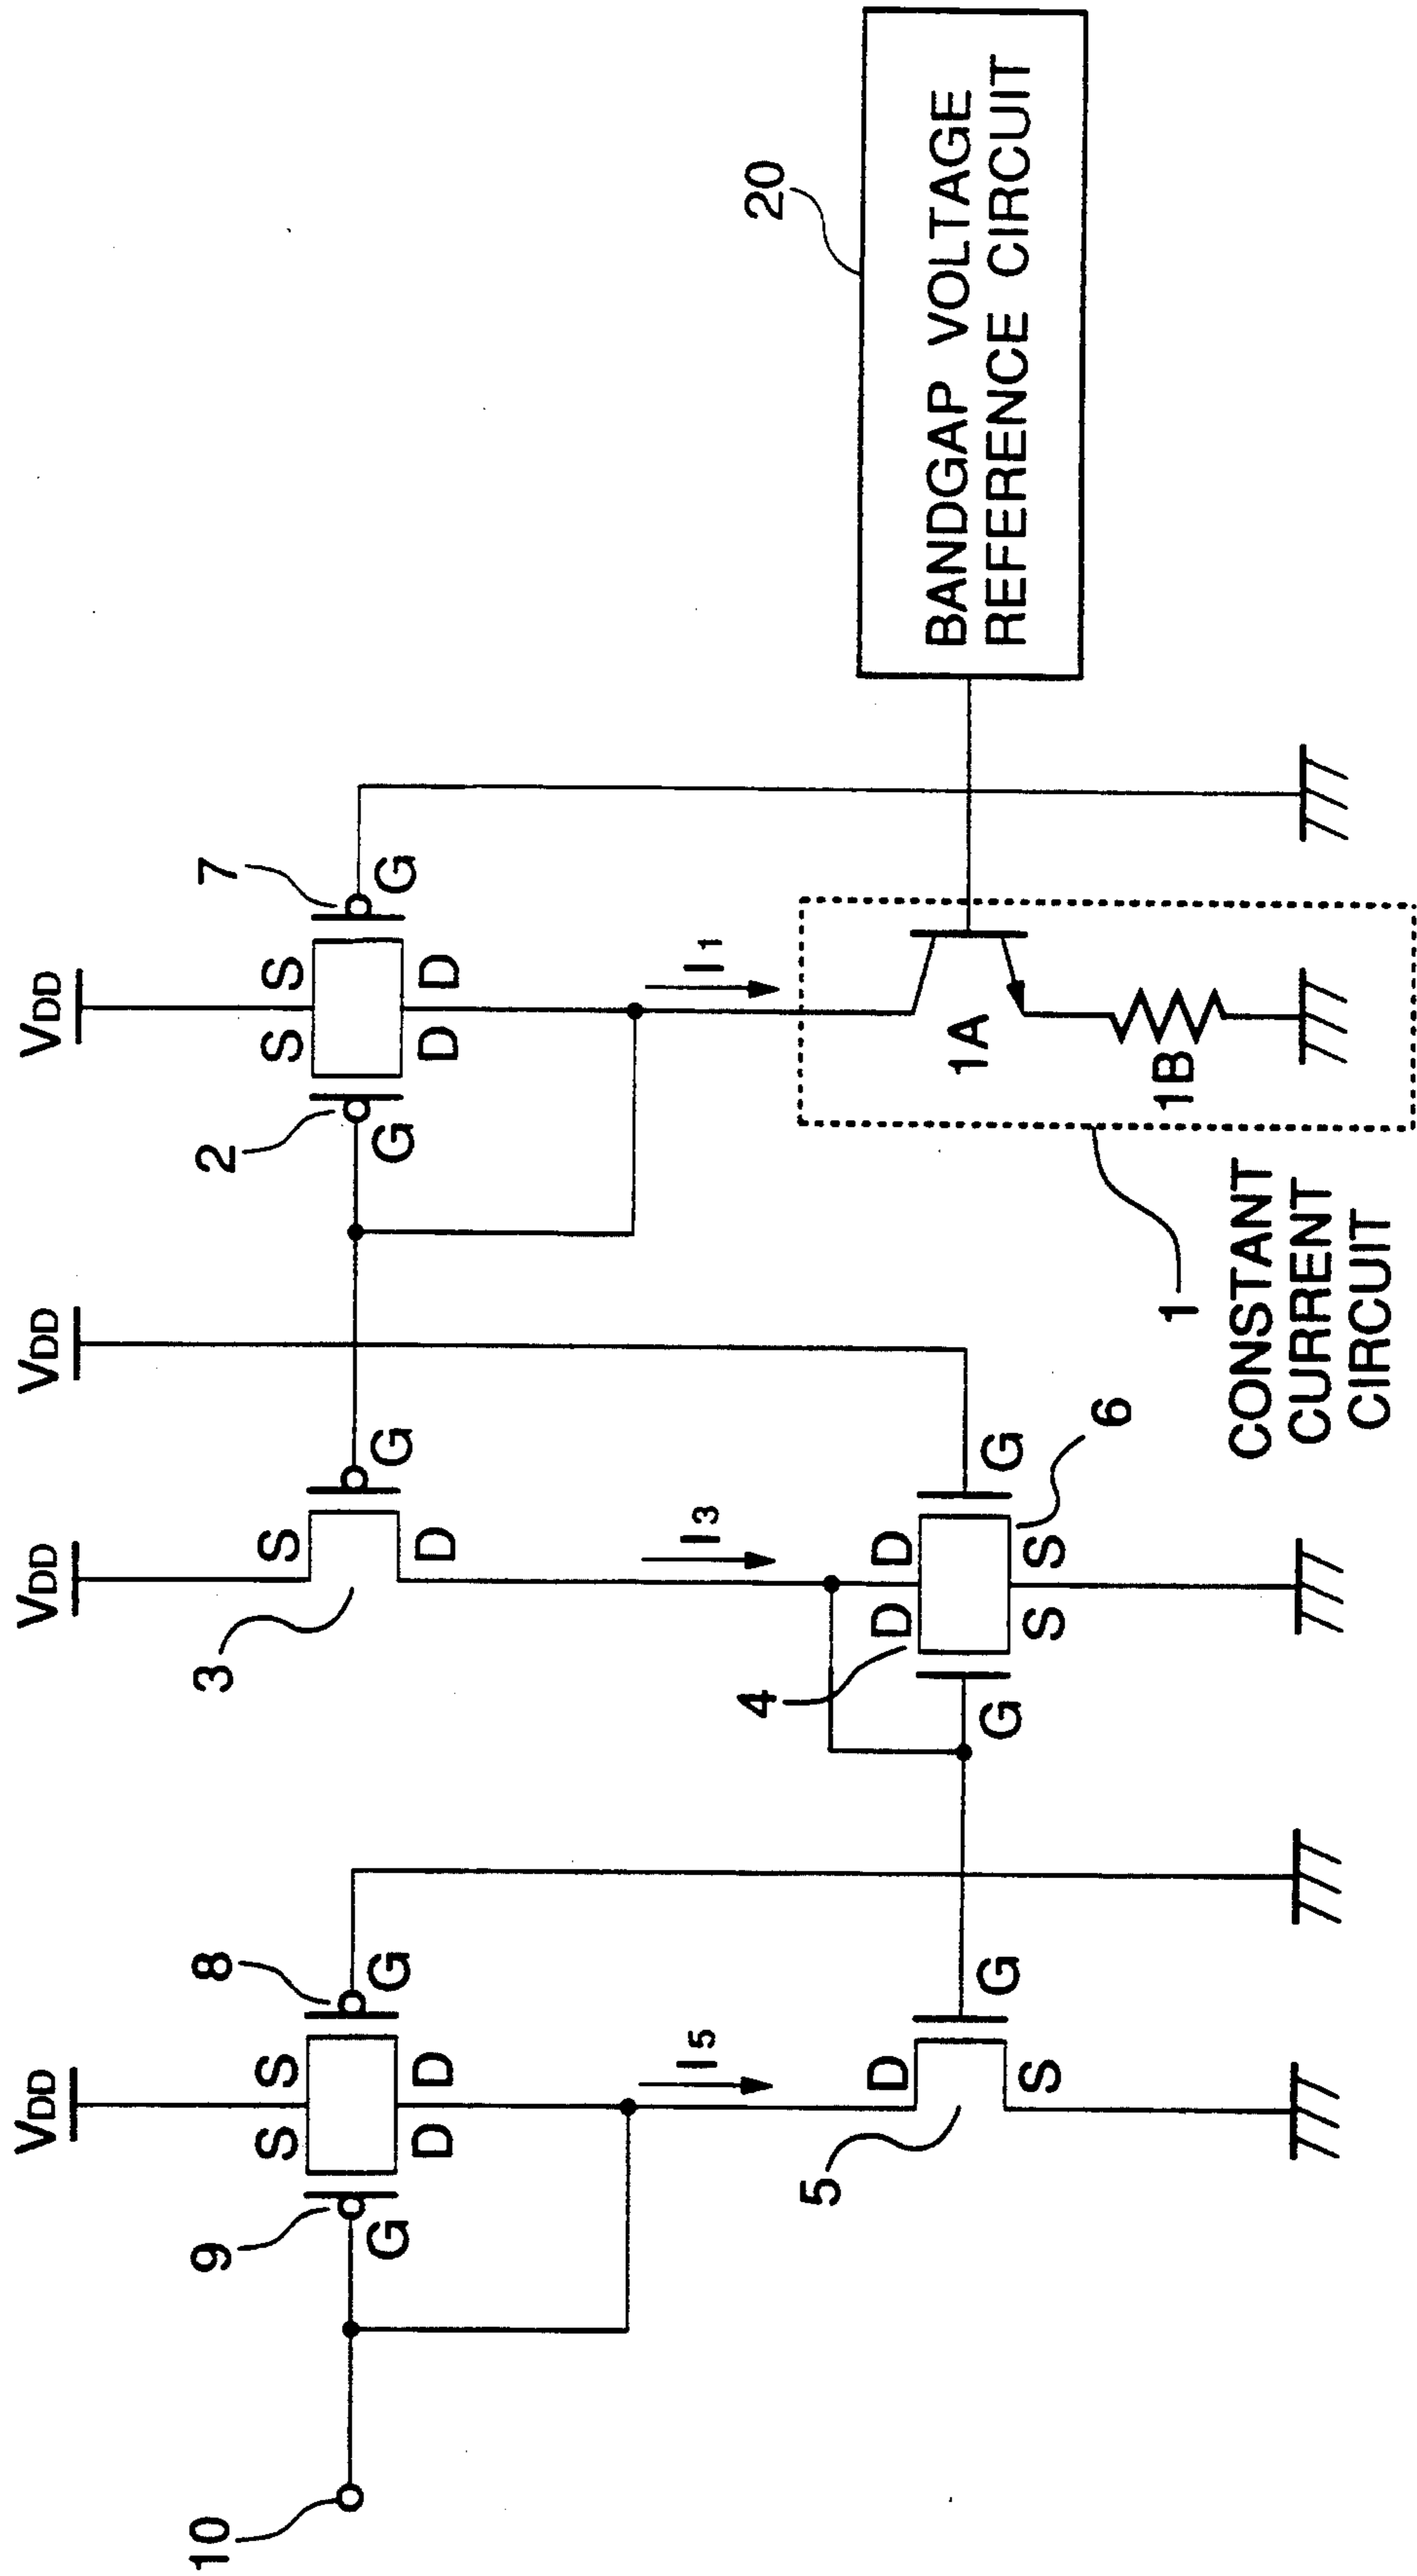 VDD
VDD
VDD
VDD
10
9
8
3
2
7
S S
S
S S
G
G
G
G
G
D D
D
D D
I5
I3
I1
4
20
5
D
D D
BANDGAP VOLTAGE
REFERENCE CIRCUIT
1A
G
G
G
S
S S
6
1B
1
CONSTANT
CURRENT
CIRCUIT